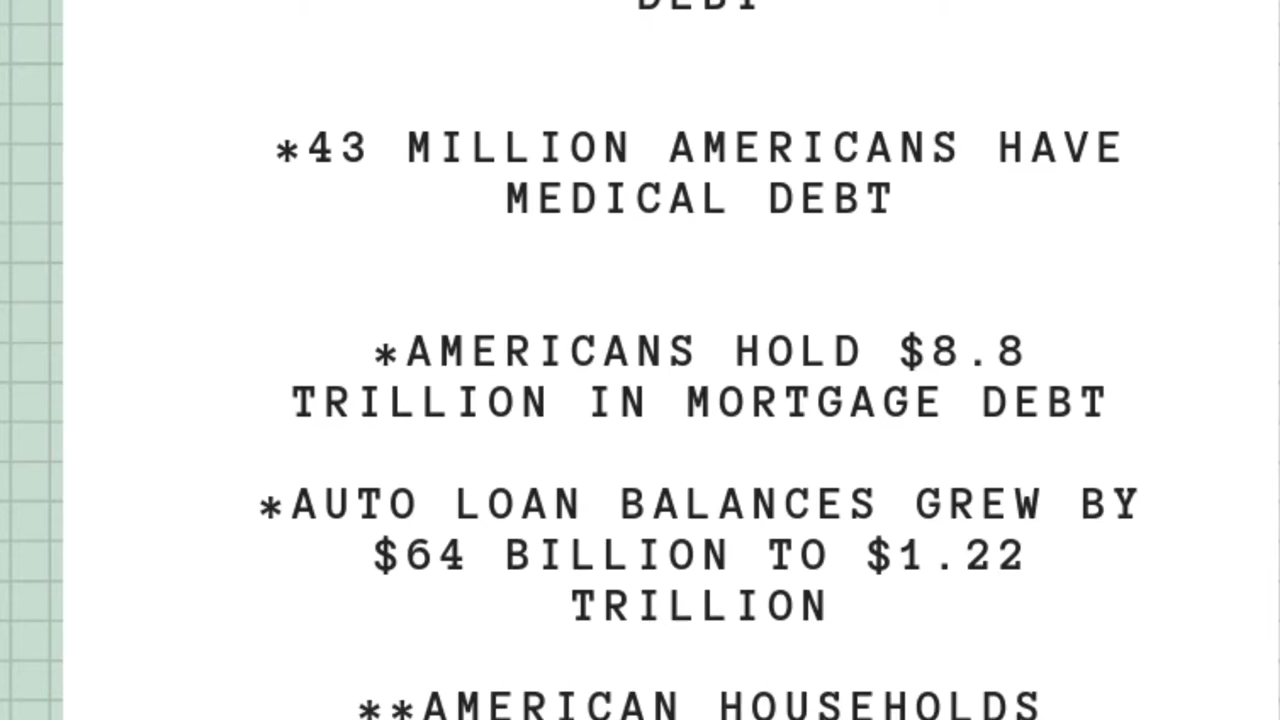 DEBT
*43 MILLION AMERICANS HAVE
MEDICAL DEBT
*AMERICANS HOLD $8.8
TRILLION IN MORTGAGE DEBT
*AUTO LOAN BALANCES GREW BY
$64 BILLION TO $1.22
TRILLION
**AMERICAN HOUSEHOLDS